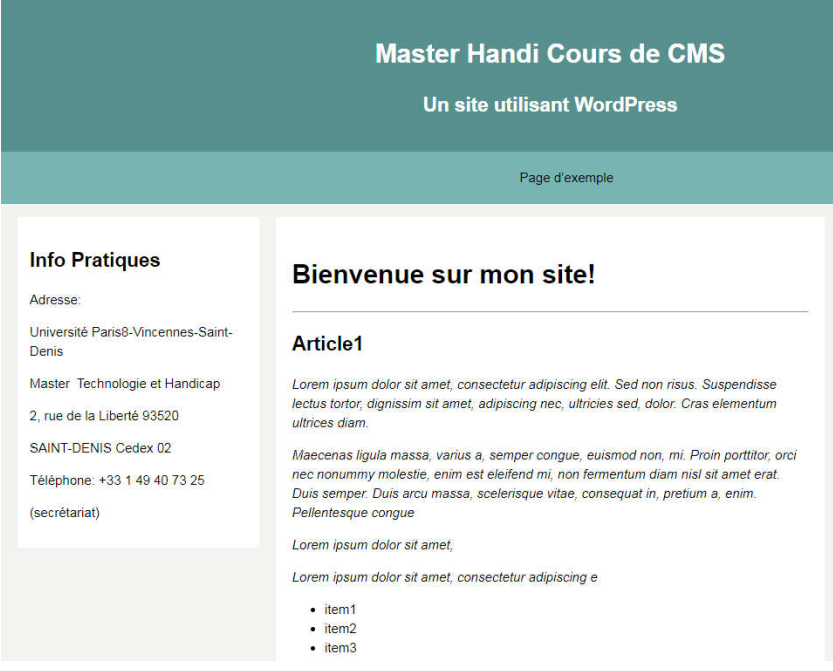 Master Handi Cours de CMS
Un site utilisant WordPress
Page d'exemple
Info Pratiques
Adresse:
Université Paris8-Vincennes-Saint-
Denis
Master Technologie et Handicap
2, rue de la Liberté 93520
SAINT-DENIS Cedex 02
Téléphone: +33 1 49 40 73 25
(secrétariat)
Bienvenue sur mon site!
Article1
Lorem ipsum dolor sit amet, consectetur adipiscing elit. Sed non risus. Suspendisse
lectus tortor, dignissim sit amet, adipiscing nec, ultricies sed, dolor. Cras elementum
ultrices diam.
Maecenas ligula massa, varius a, semper congue, euismod non, mi. Proin porttitor, orci
nec nonummy molestie, enim est eleifend mi, non fermentum diam nisl sit amet erat.
Duis semper. Duis arcu massa, scelerisque vitae, consequat in, pretium a, enim.
Pellentesque congue
Lorem ipsum dolor sit amet,
Lorem ipsum dolor sit amet, consectetur adipiscing e
• item1
• item2
• item3